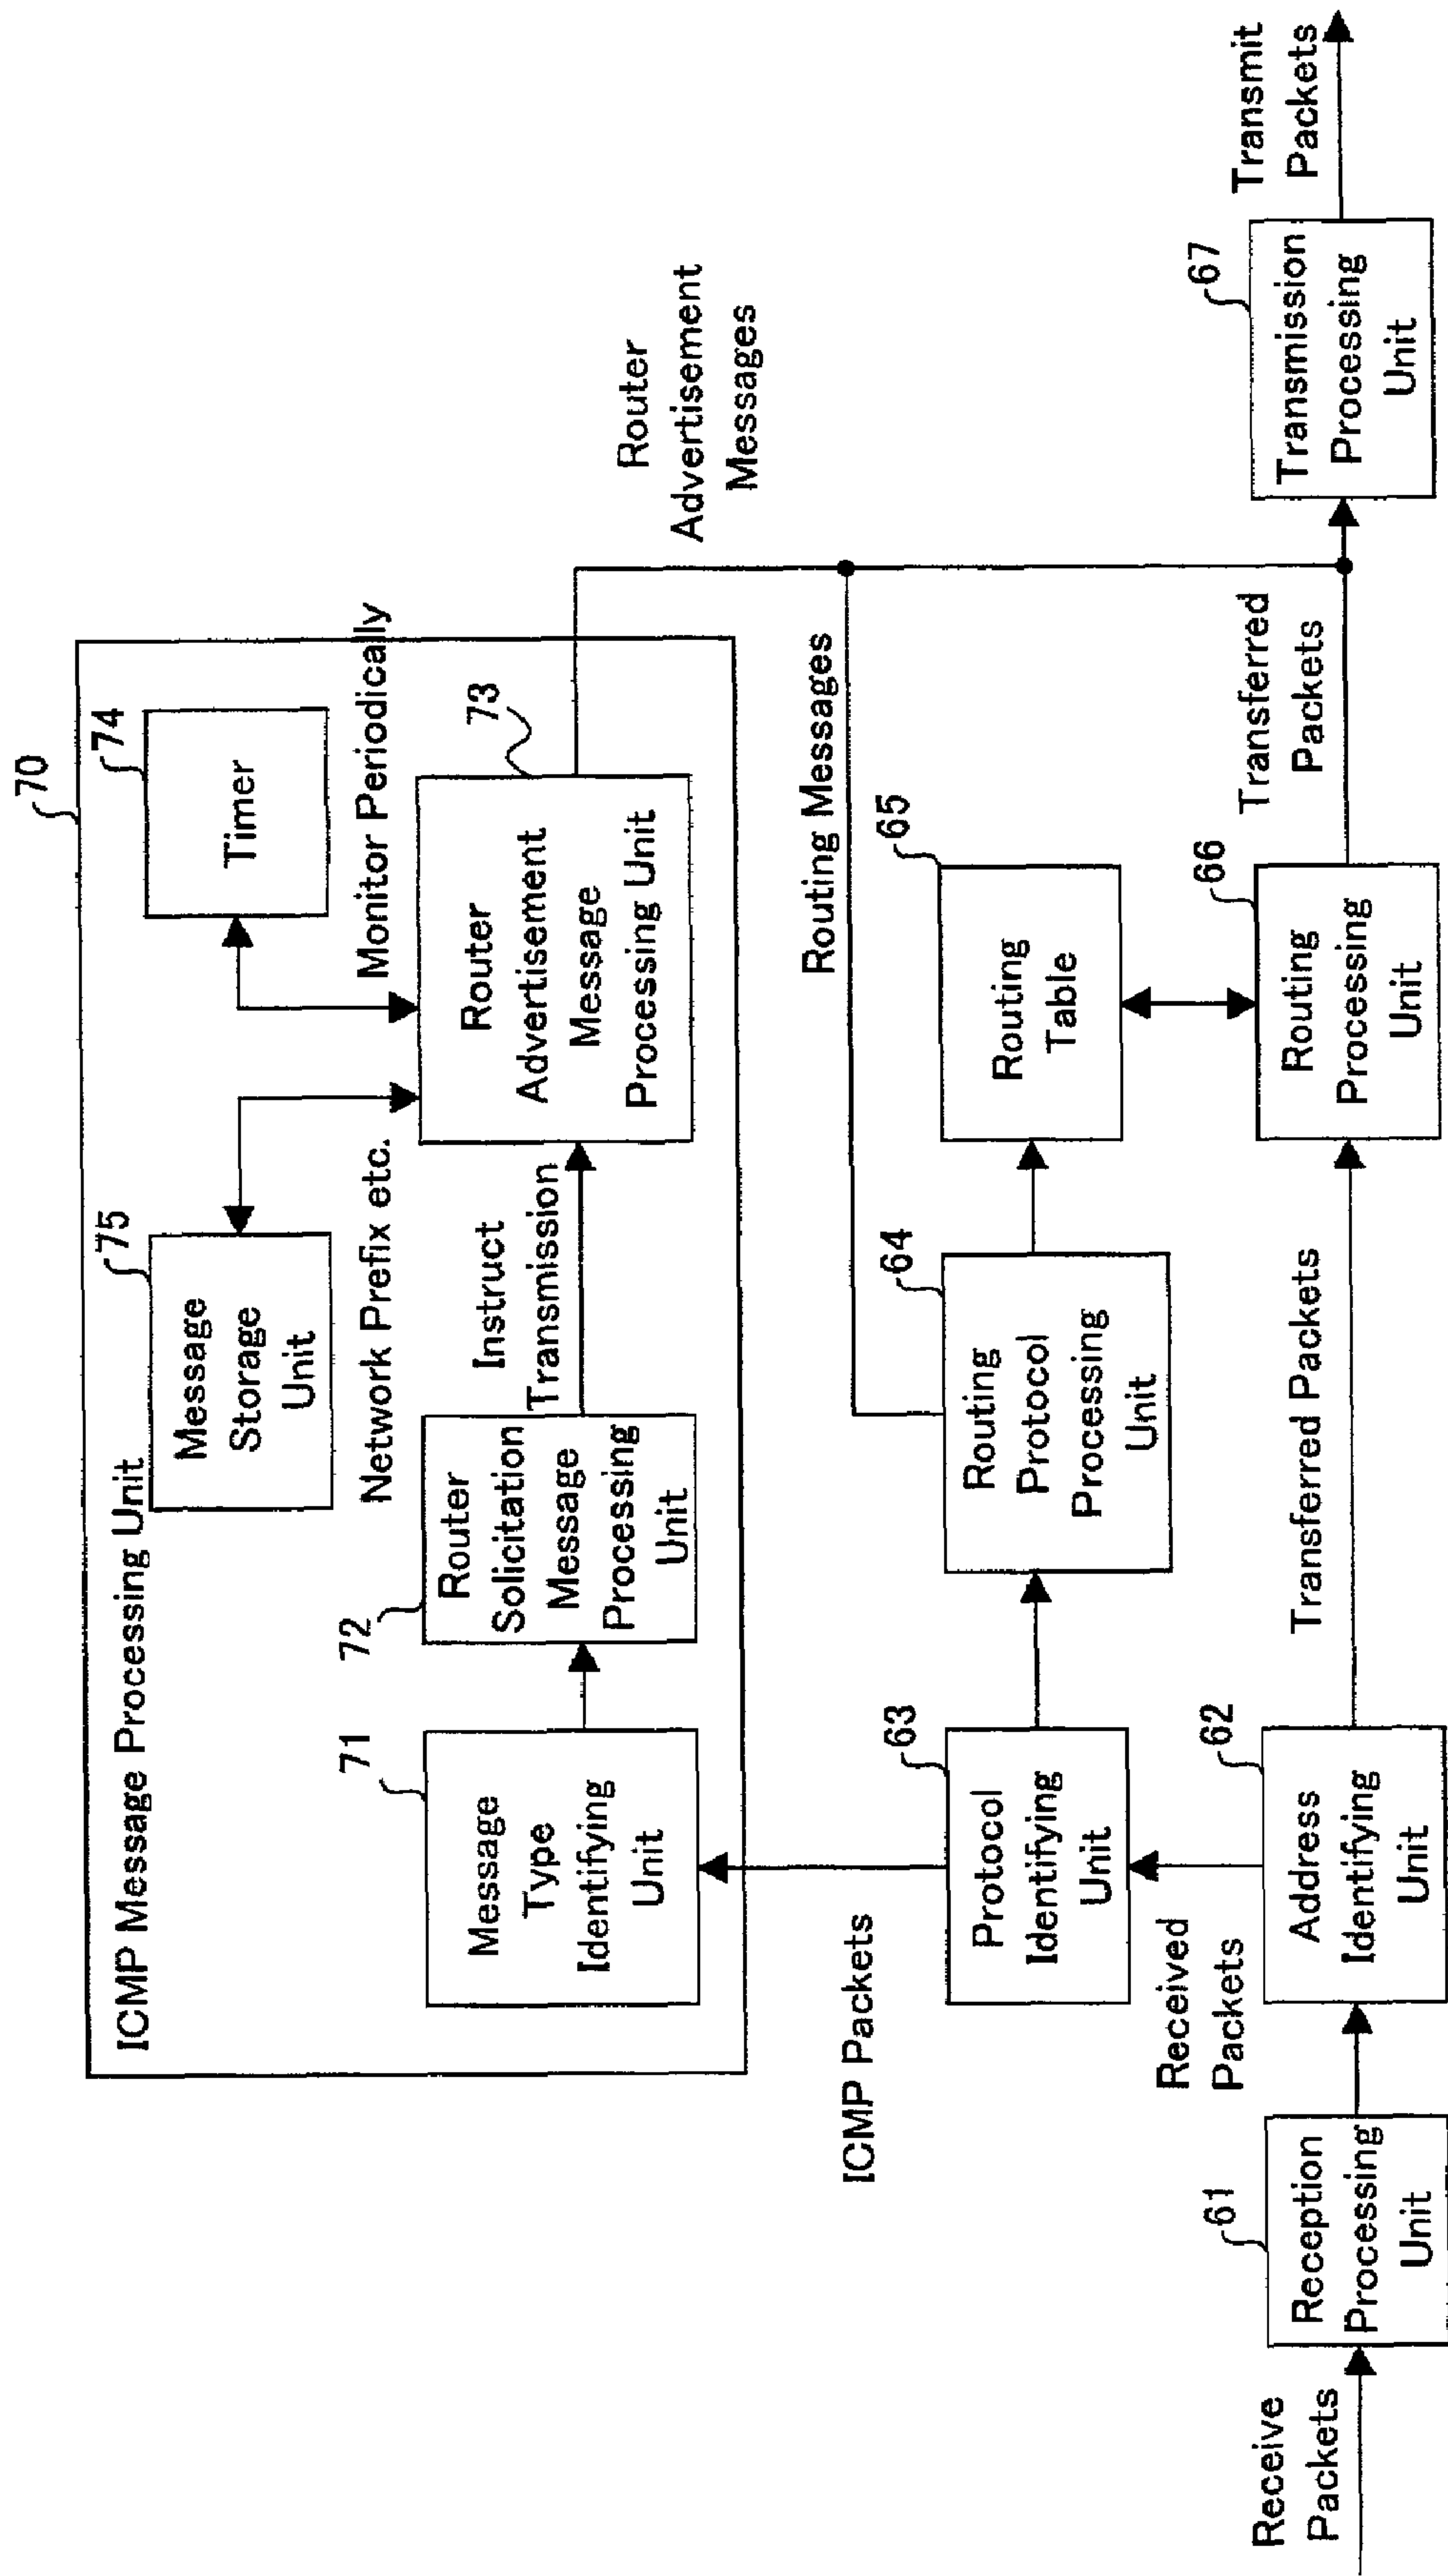 70
ICMP Message Processing Unit
75
Message
Storage
Unit
74
Timer
Network Prefix etc.
Monitor Periodically
71
Message
Type
Identifying
Unit
72
Router
Solicitation
Message
Processing
Unit
Instruct
Transmission
73
Router
Advertisement
Message
Processing Unit
Router
Advertisement
Messages
ICMP Packets
Routing Messages
63
Protocol
Identifying
Unit
64
Routing
Protocol
Processing
Unit
65
Routing
Table
Received
Packets
Receive
Packets
61
Reception
Processing
Unit
62
Address
Identifying
Unit
Transferred Packets
66
Routing
Processing
Unit
Transferred
Packets
67
Transmission
Processing
Unit
Transmit
Packets